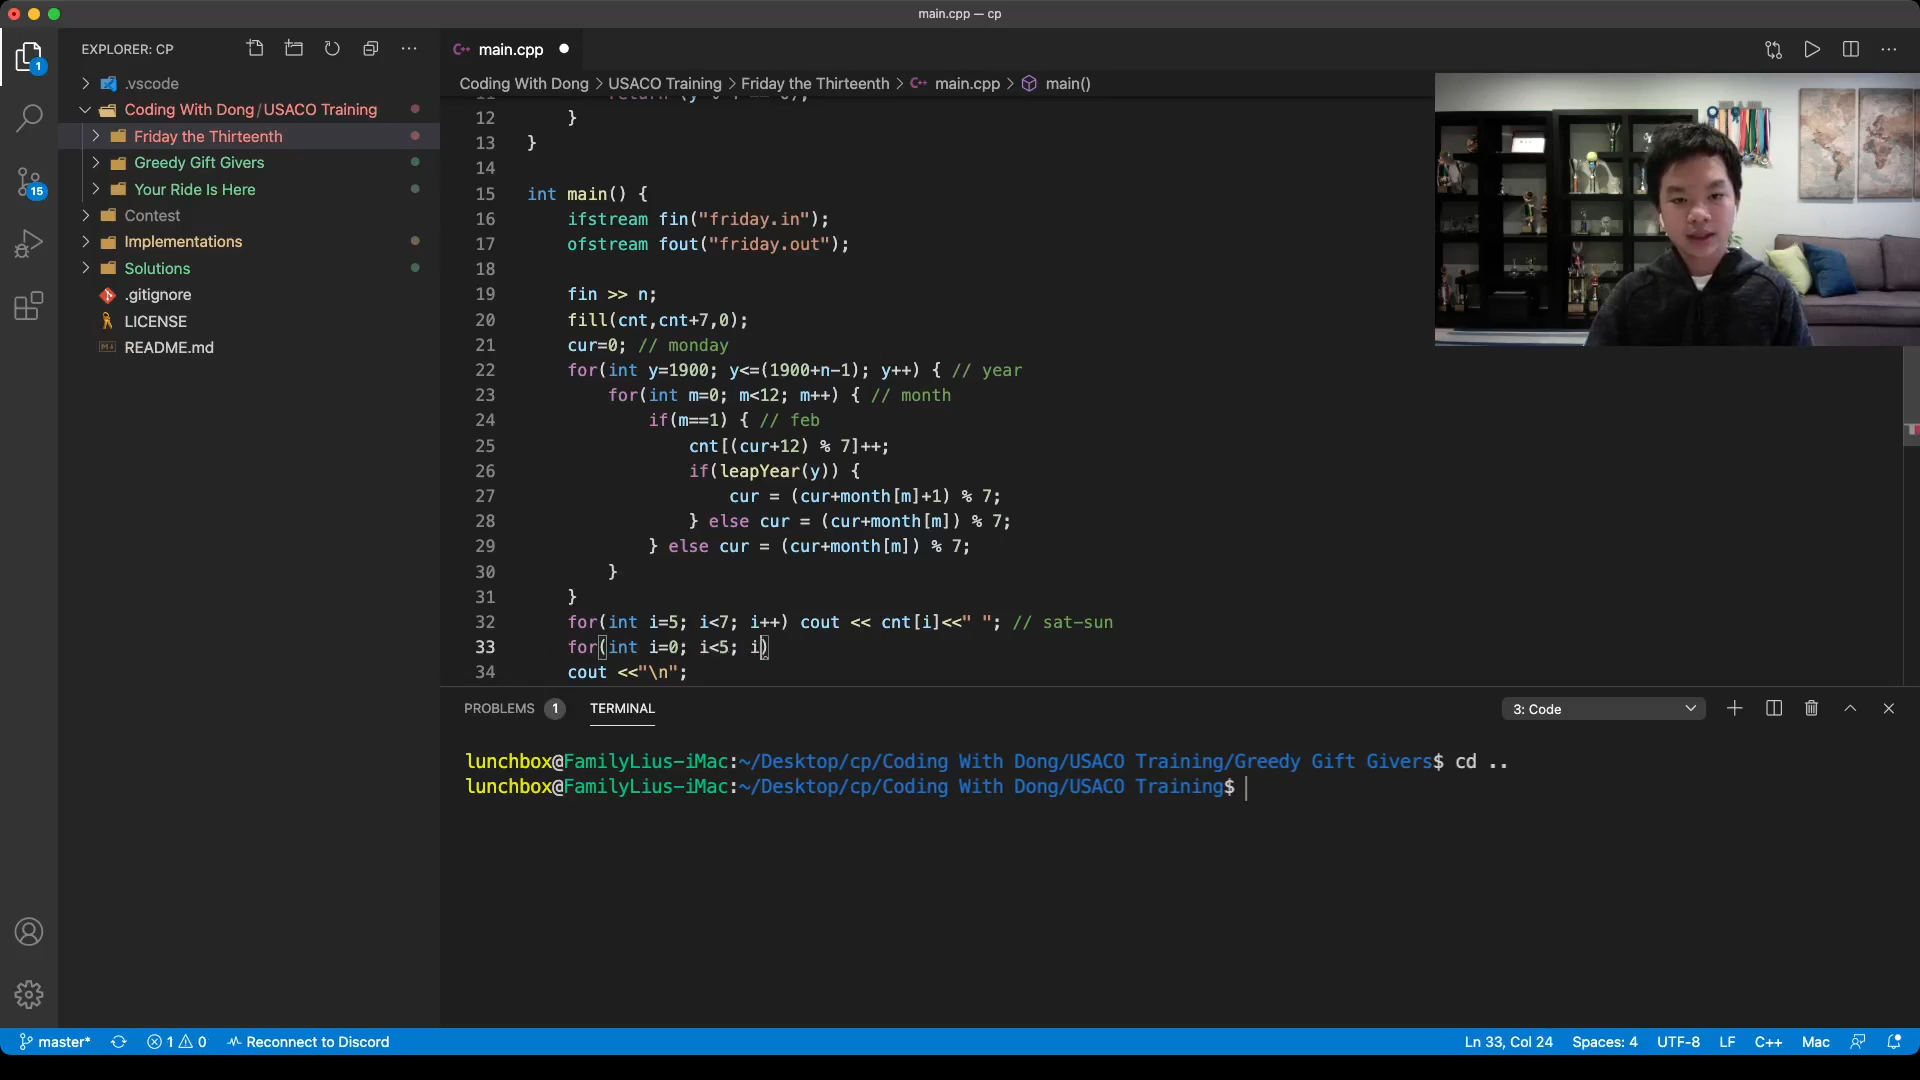 main.cpp — cp
EXPLORER: CP
main.cpp
Coding With Dong > USACO Training > Friday the Thirteenth > main.cpp > main()
.vscode
Coding With Dong / USACO Training
Friday the Thirteenth
Greedy Gift Givers
Your Ride Is Here
Contest
Implementations
Solutions
.gitignore
LICENSE
README.md
1
15
12 }
13 }
14
15 int main() {
16 ifstream fin("friday.in");
17 ofstream fout("friday.out");
18
19 fin >> n;
20 fill(cnt,cnt+7,0);
21 cur=0; // monday
22 for(int y=1900; y<=(1900+n-1); y++) { // year
23 for(int m=0; m<12; m++) { // month
24 if(m==1) { // feb
25 cnt[(cur+12) % 7]++;
26 if(leapYear(y)) {
27 cur = (cur+month[m]+1) % 7;
28 } else cur = (cur+month[m]) % 7;
29 } else cur = (cur+month[m]) % 7;
30 }
31 }
32 for(int i=5; i<7; i++) cout << cnt[i]<<" "; // sat-sun
33 for(int i=0; i<5; i)
34 cout <<"\n";
PROBLEMS 1 TERMINAL
3: Code
lunchbox@FamilyLius-iMac:~/Desktop/cp/Coding With Dong/USACO Training/Greedy Gift Givers$ cd ..
lunchbox@FamilyLius-iMac:~/Desktop/cp/Coding With Dong/USACO Training$
master* 1 0 Reconnect to Discord
Ln 33, Col 24 Spaces: 4 UTF-8 LF C++ Mac